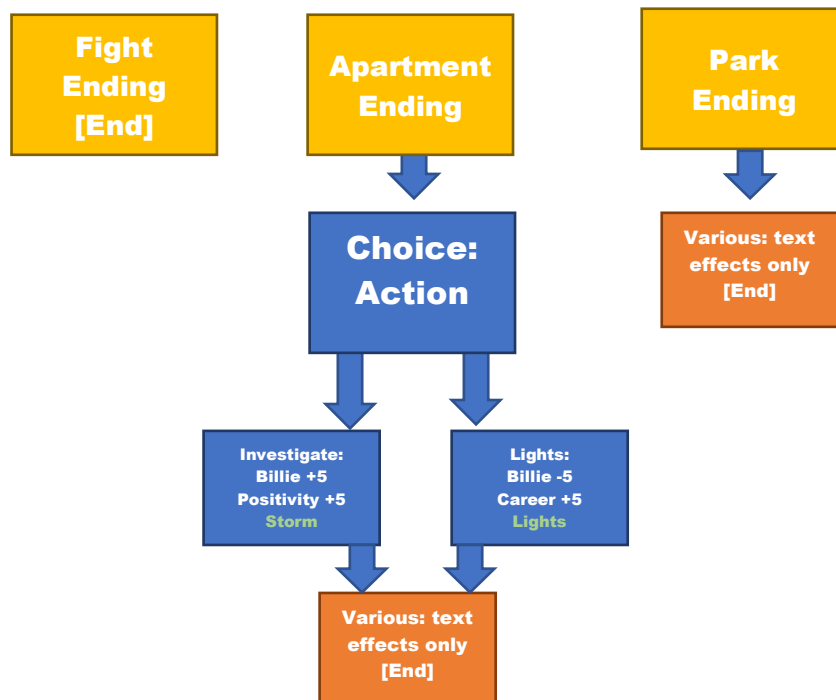 Fight
Ending
[End]
Apartment
Ending
Park
Ending
Choice:
Action
Various: text
effects only
[End]
Investigate:
Billie +5
Positivity +5
Storm
Lights:
Billie -5
Career +5
Lights
Various: text
effects only
[End]